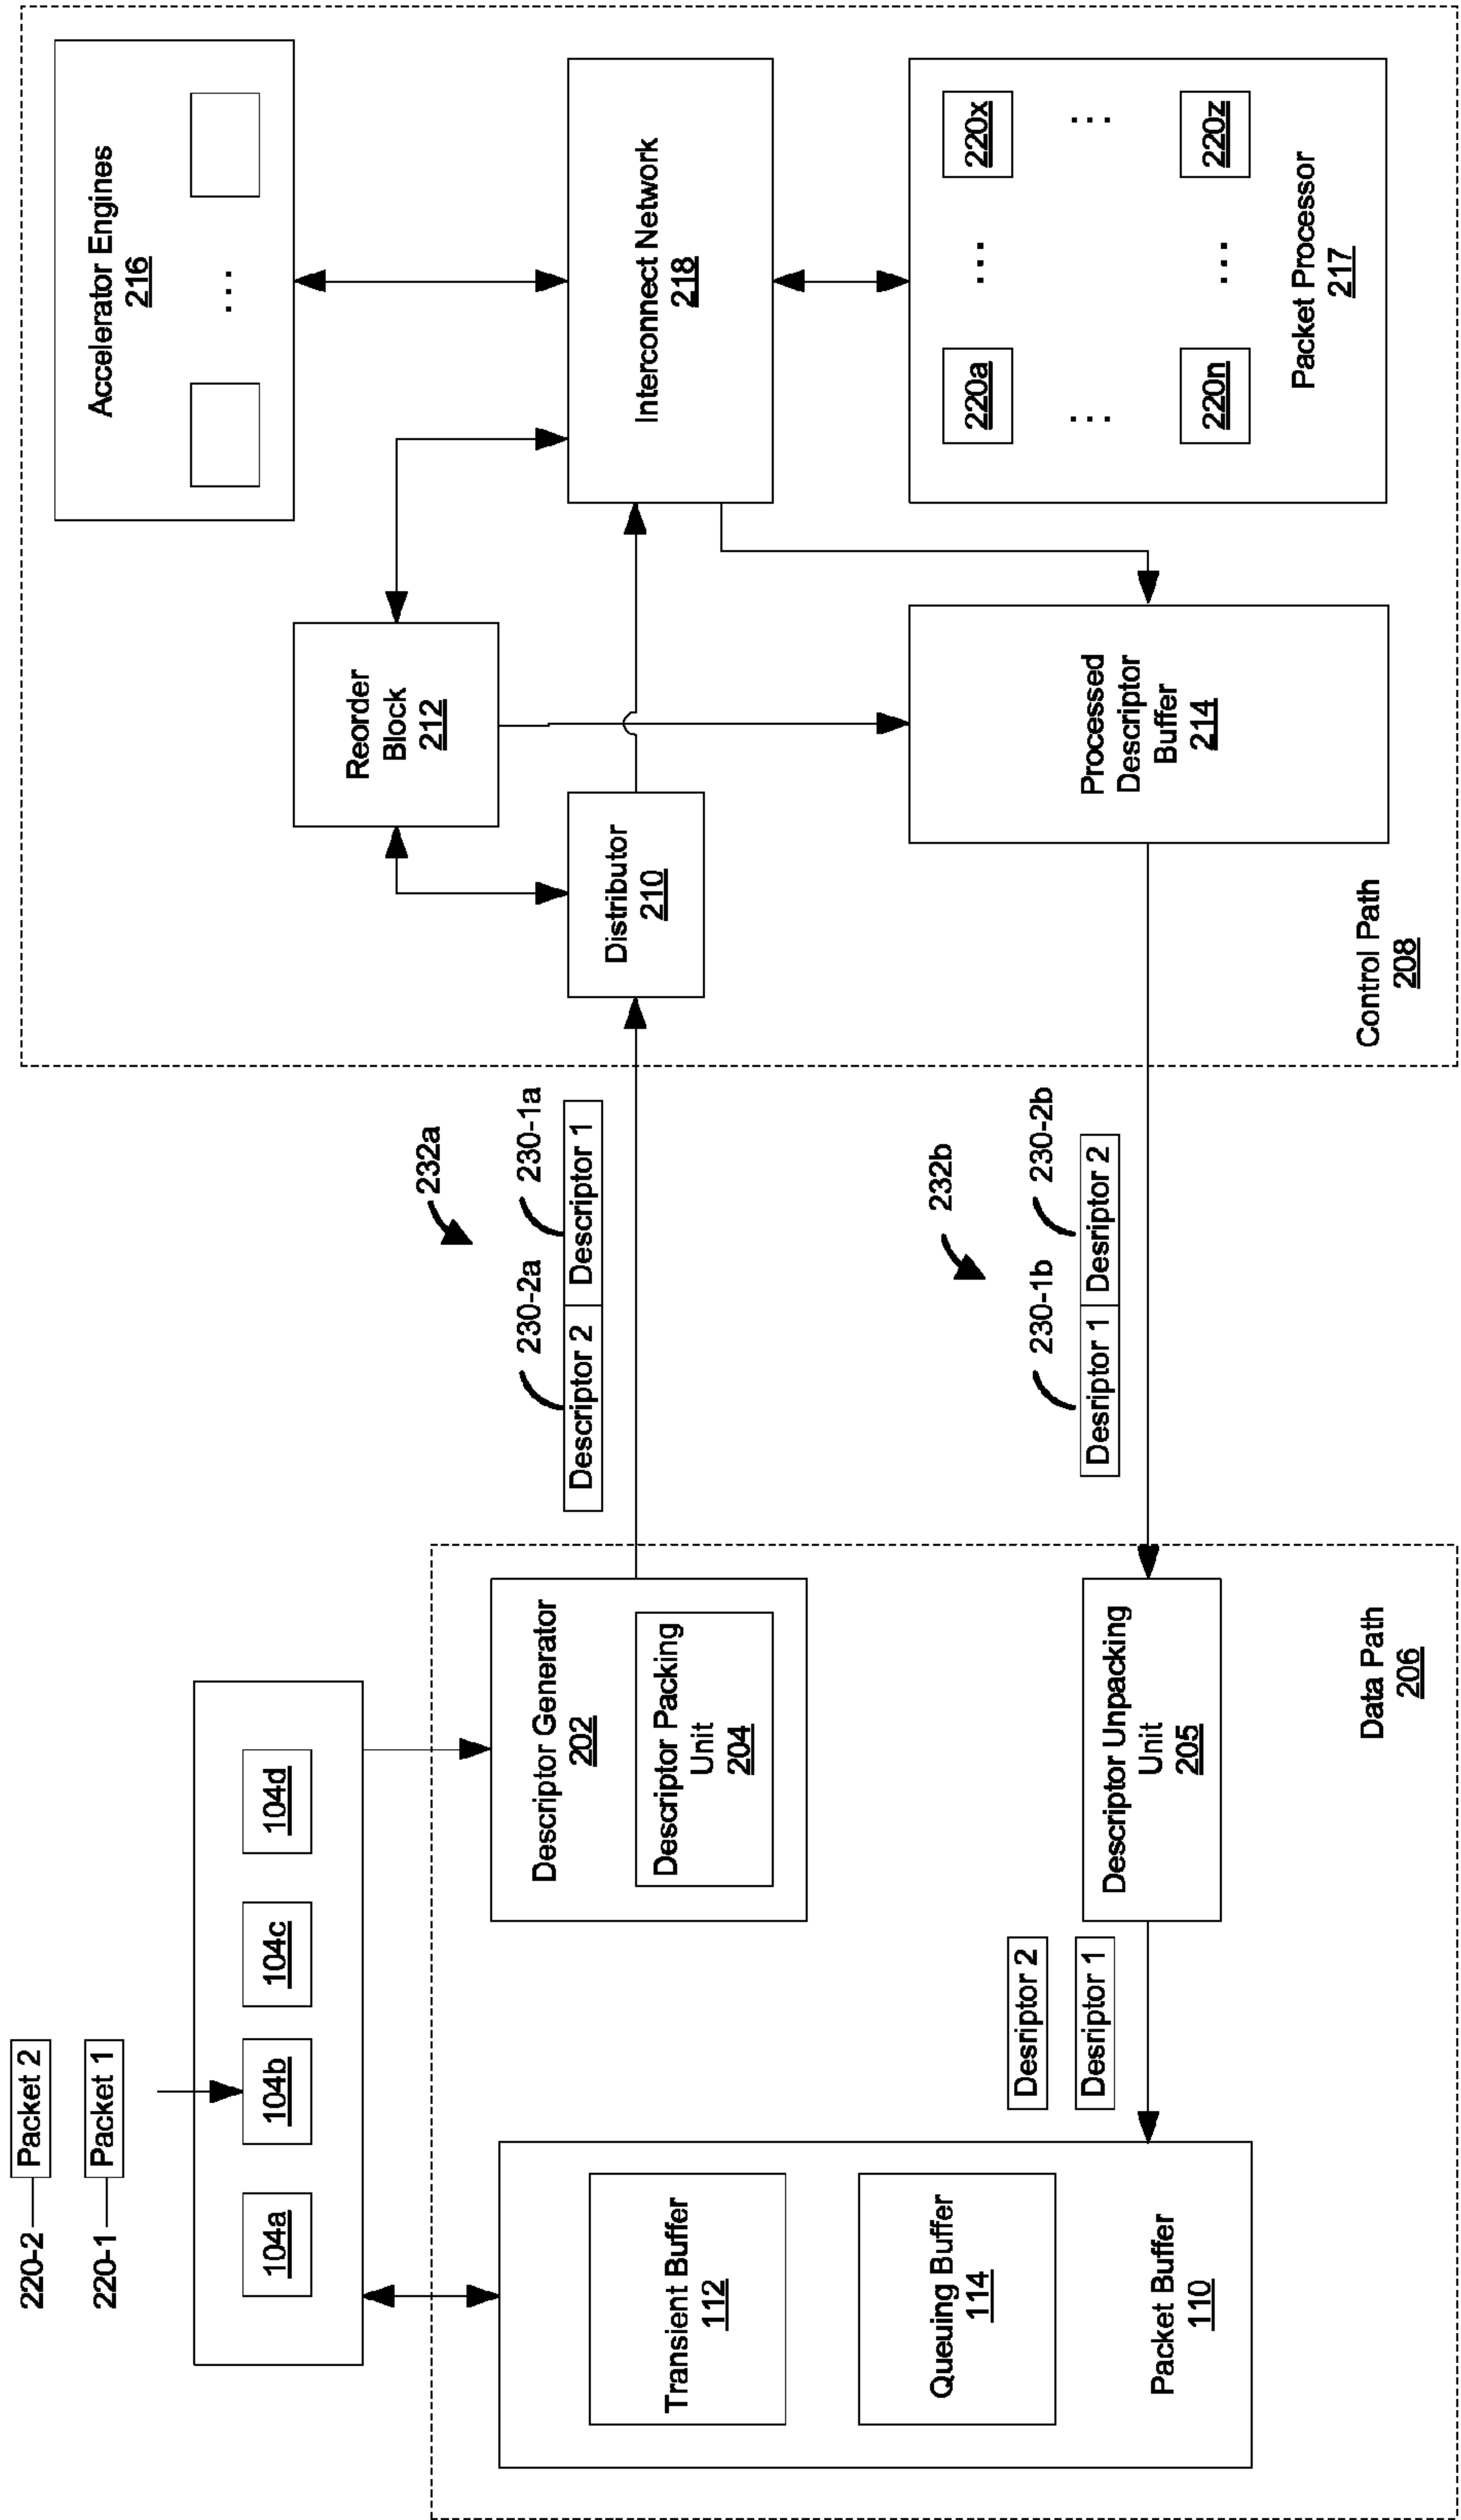 220-2
Packet 2
220-1
Packet 1
104a
104b
104c
104d
Transient Buffer
112
Queuing Buffer
114
Packet Buffer
110
Descriptor Generator
202
Descriptor Packing
Unit
204
Desriptor 2
Desriptor 1
Descriptor Unpacking
Unit
205
Data Path
206
232a
230-2a
230-1a
Descriptor 2
Descriptor 1
232b
230-1b
230-2b
Desriptor 1
Desriptor 2
Accelerator Engines
216
...
Reorder
Block
212
Distributor
210
Interconnect Network
218
Processed
Descriptor
Buffer
214
220a
...
220x
...
...
220n
...
220z
Packet Processor
217
Control Path
208